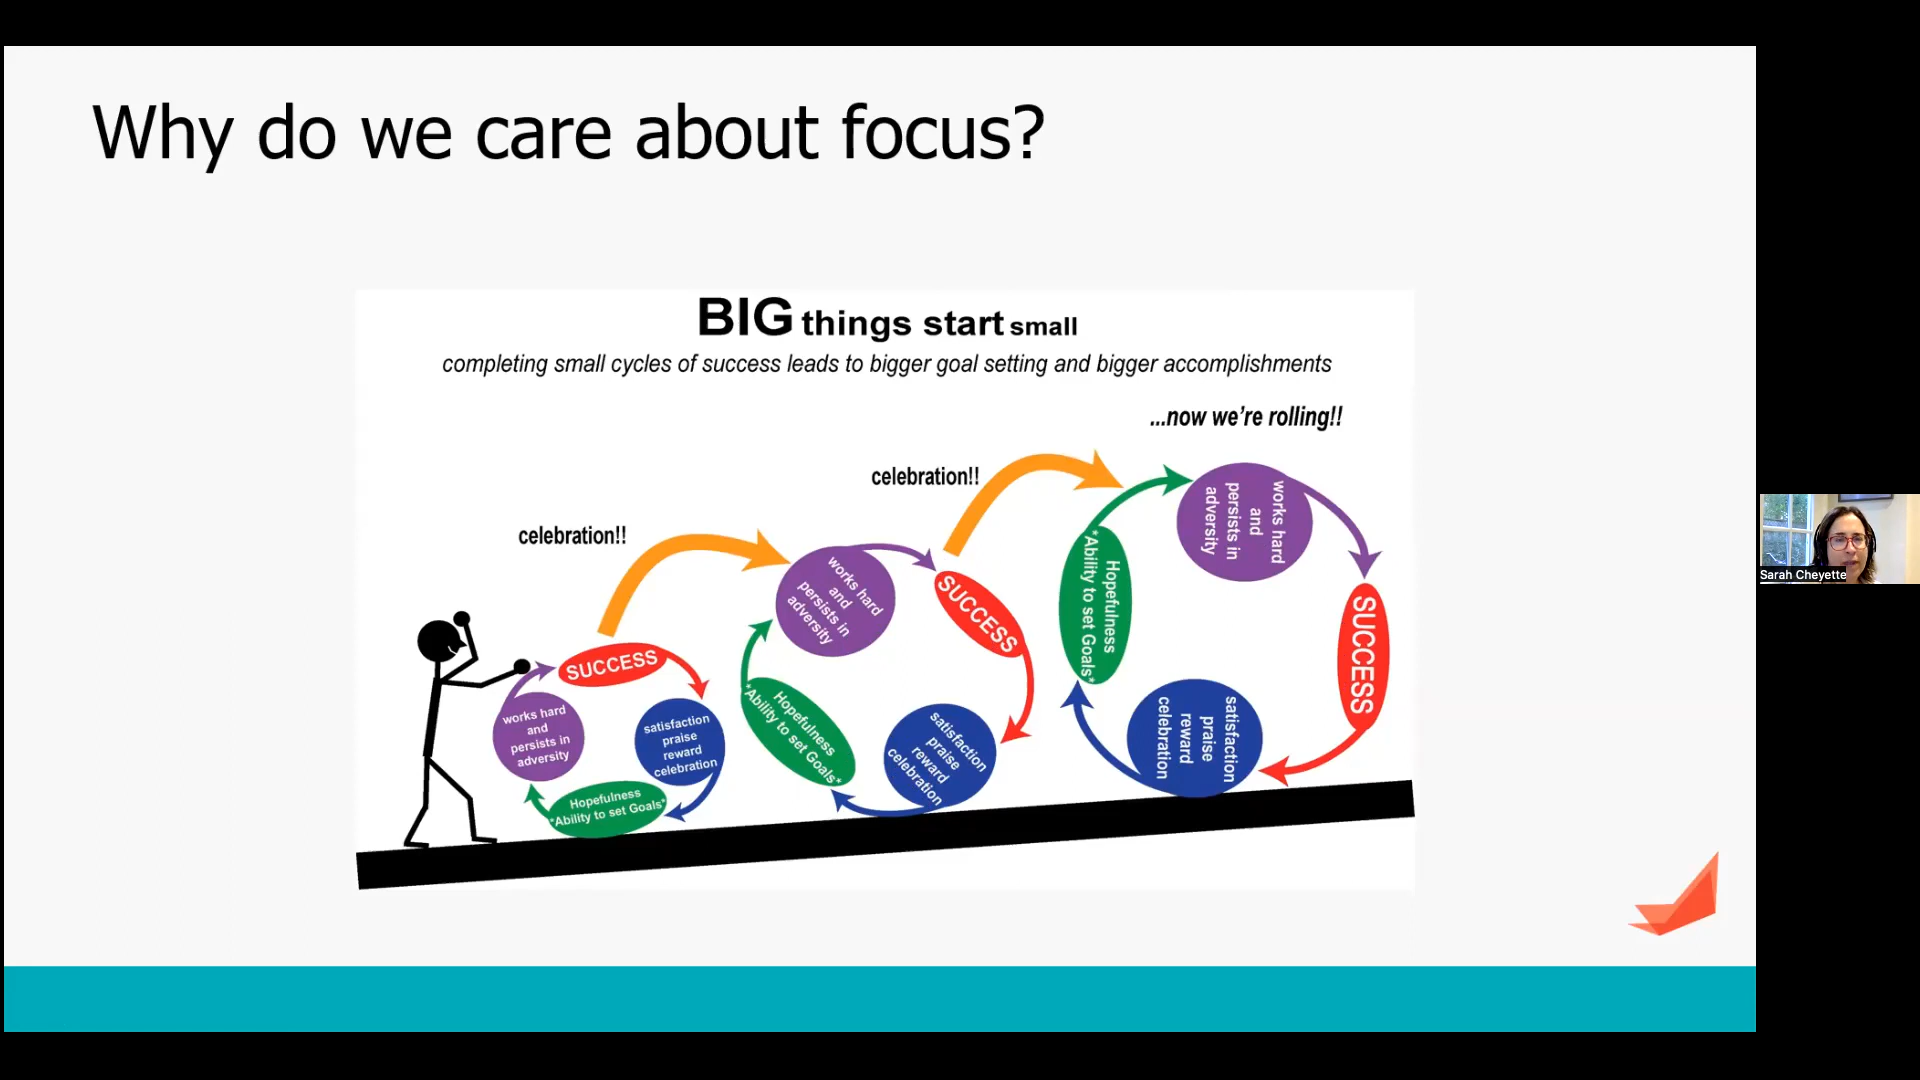 Why do we care about focus?
BIG things start small
completing small cycles of success leads to bigger goal setting and bigger accomplishments
...now we're rolling!!
celebration!!
celebration!!
works hard
and
persists in
adversity
SUCCESS
satisfaction
praise
reward
celebration
Hopefulness
*Ability to set Goals*
works hard
and
persists in
adversity
SUCCESS
satisfaction
praise
reward
celebration
Hopefulness
*Ability to set Goals*
works hard
and
persists in
adversity
SUCCESS
satisfaction
praise
reward
celebration
Hopefulness
*Ability to set Goals*
Sarah Cheyette